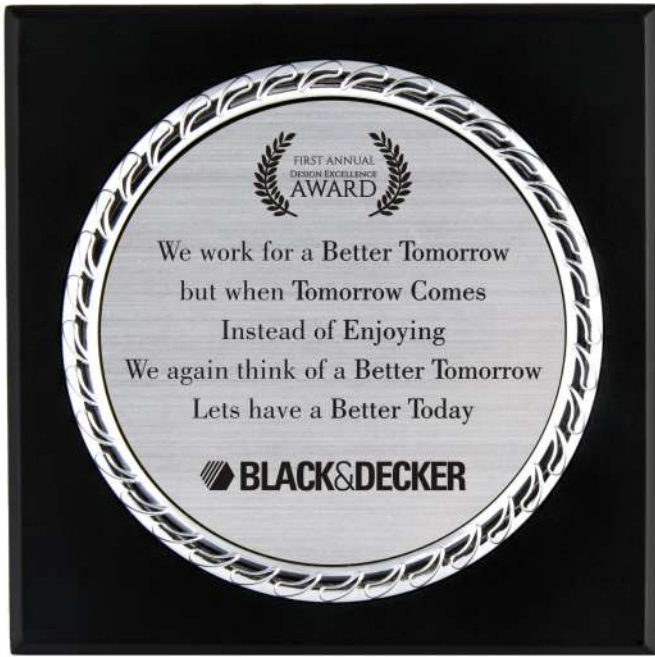 FIRST ANNUAL
DESIGN EXCELLENCE
AWARD
We work for a Better Tomorrow
but when Tomorrow Comes
Instead of Enjoying
We again think of a Better Tomorrow
Lets have a Better Today
BLACK&DECKER